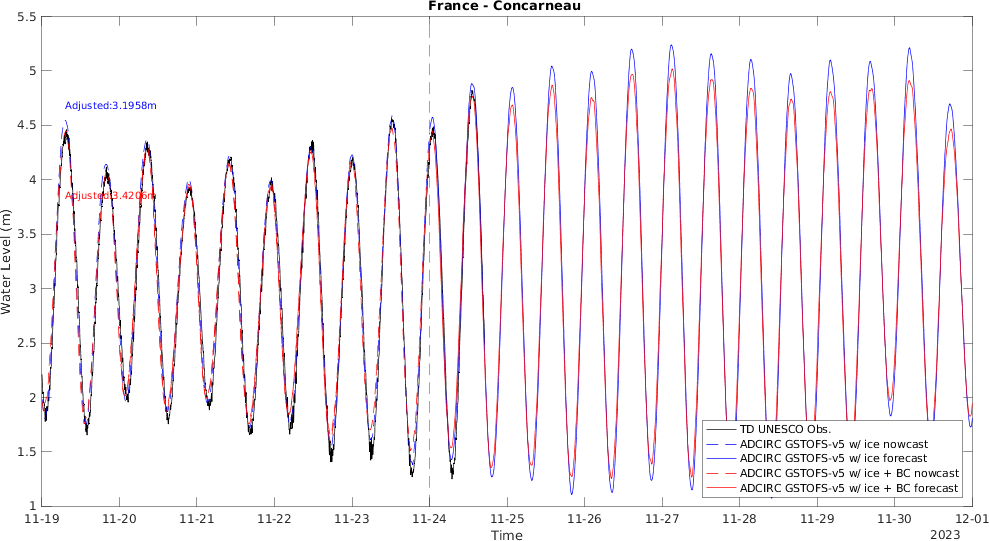 France - Concarneau
5.5
5
4.5
4
3.5
3
2.5
2
1.5
1
Water Level (m)
Adjusted:3.1958m
Adjusted:3.4206m
TD UNESCO Obs.
ADCIRC GSTOFS-v5 w/ ice nowcast
ADCIRC GSTOFS-v5 w/ ice forecast
ADCIRC GSTOFS-v5 w/ ice + BC nowcast
ADCIRC GSTOFS-v5 w/ ice + BC forecast
11-19 11-20 11-21 11-22 11-23 11-24 11-25 11-26 11-27 11-28 11-29 11-30 12-01
Time
2023